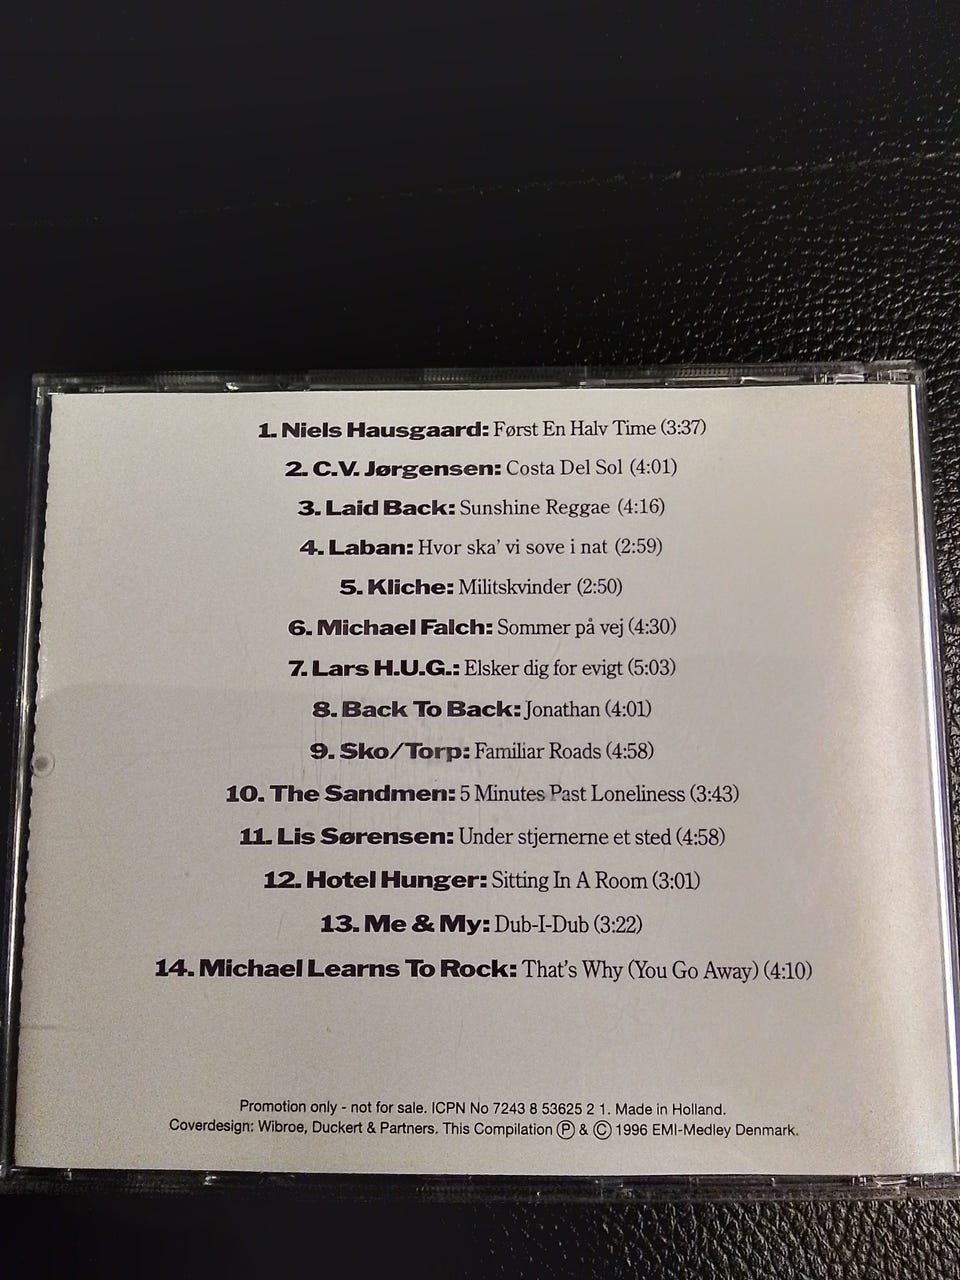 1. Niels Hausgaard: Først En Halv Time (3:37)
2. C.V. Jørgensen: Costa Del Sol (4:01)
3. Laid Back: Sunshine Reggae (4:16)
4. Laban: Hvor ska' vi sove i nat (2:59)
5. Kliche: Militskvinder (2:50)
6. Michael Falch: Sommer på vej (4:30)
7. Lars H.U.G.: Elsker dig for evigt (5:03)
8. Back To Back: Jonathan (4:01)
9. Sko/Torp: Familiar Roads (4:58)
10. The Sandmen: 5 Minutes Past Loneliness (3:43)
11. Lis Sørensen: Under stjernerne et sted (4:58)
12. Hotel Hunger: Sitting In A Room (3:01)
13. Me & My: Dub-I-Dub (3:22)
14. Michael Learns To Rock: That's Why (You Go Away) (4:10)
Promotion only - not for sale. ICPN No 7243 8 53625 2 1. Made in Holland.
Coverdesign: Wibroe, Duckert & Partners. This Compilation Ⓟ & © 1996 EMI-Medley Denmark.